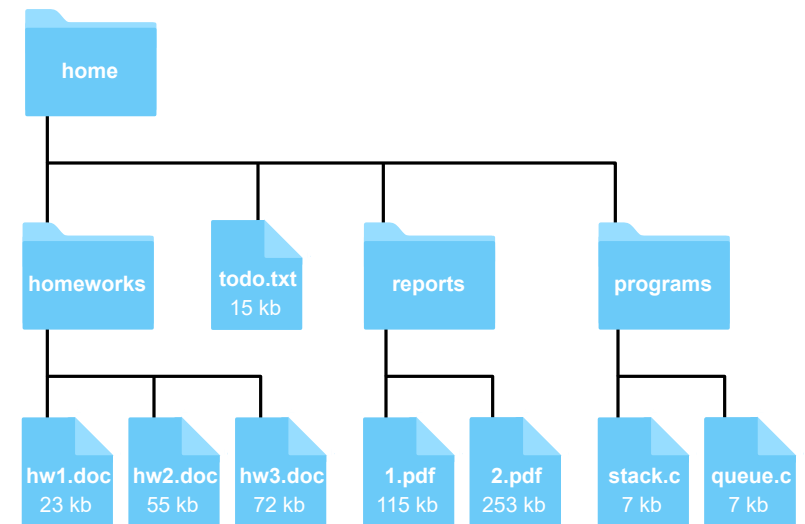 home
homeworks
todo.txt
15 kb
reports
programs
hw1.doc
23 kb
hw2.doc
55 kb
hw3.doc
72 kb
1.pdf
115 kb
2.pdf
253 kb
stack.c
7 kb
queue.c
7 kb